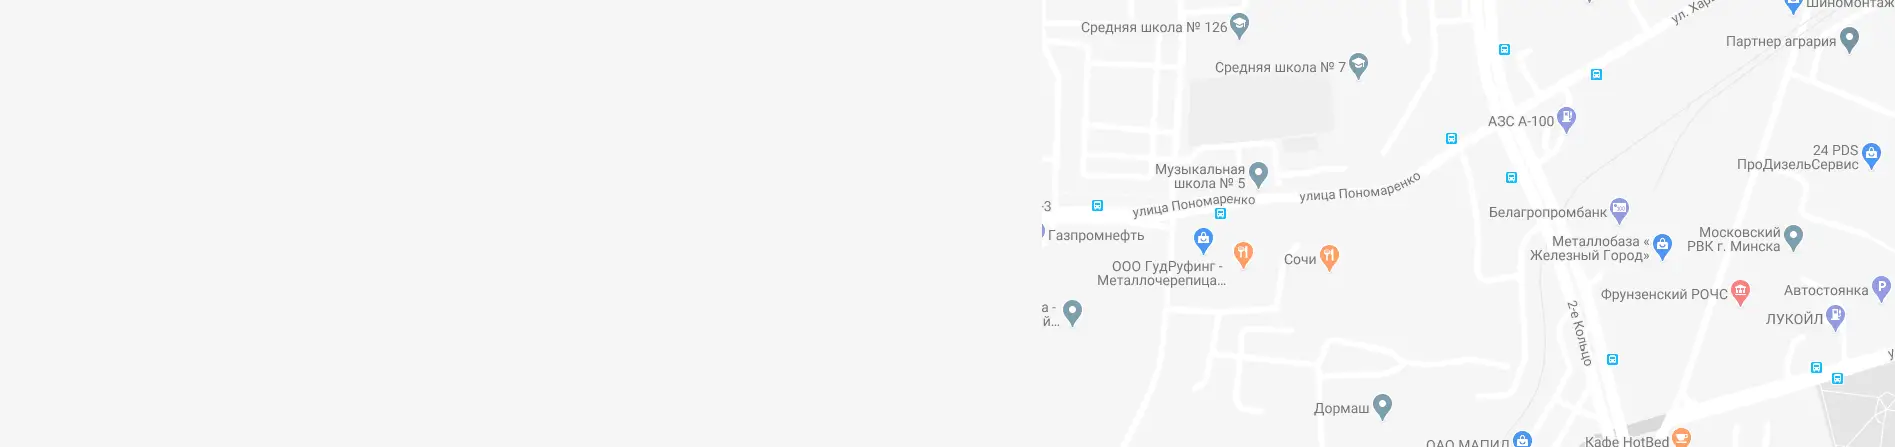 Шиномонтаж
Средняя школа № 126
Партнер агрария
Средняя школа № 7
АЗС А-100
24 PDS
ПроДизельСервис
Музыкальная
школа № 5
улица Пономаренко
улица Пономаренко
-3
Белагропромбанк
Газпромнефть
Московский
РВК г. Минска
Металлобаза «
Железный Город»
Сочи
ООО ГудРуфинг -
Металлочерепица...
Фрунзенский РОЧС
Автостоянка
а -
й...
ЛУКОЙЛ
2-е Кольцо
Дормаш
ОАО МАПИД
Кафе HotBed